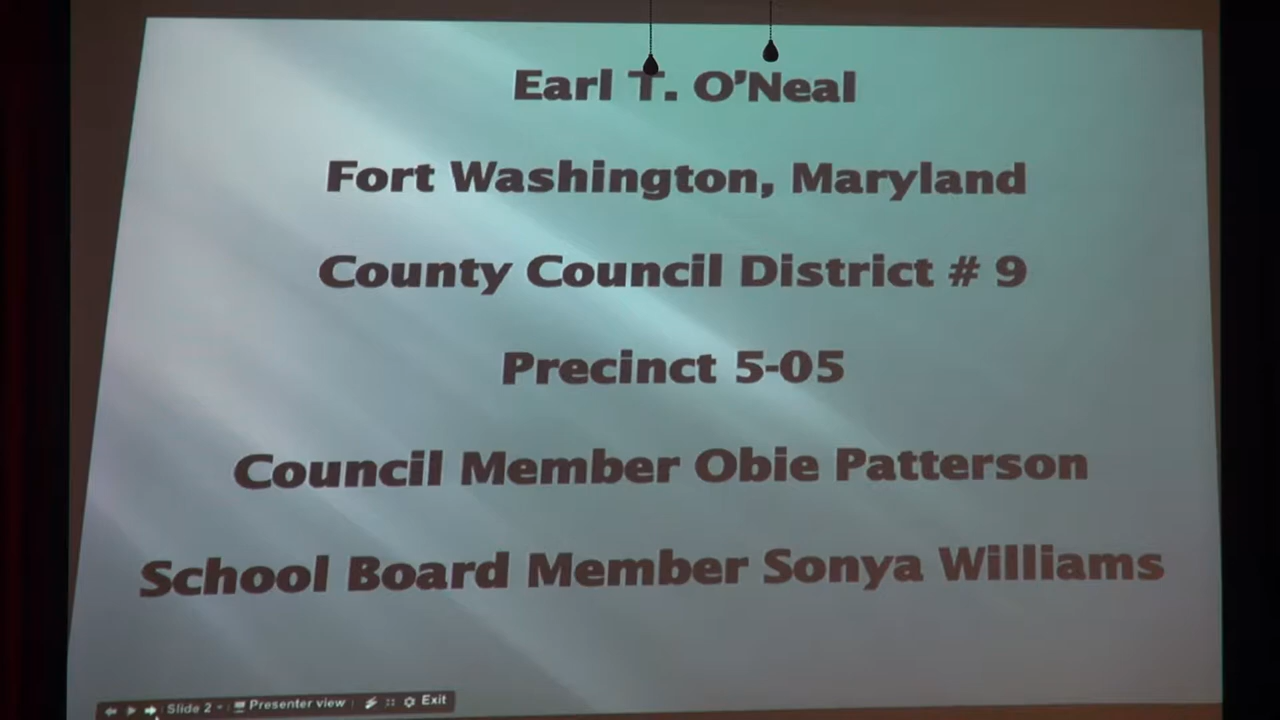 Earl T. O'Neal
Fort Washington, Maryland
County Council District # 9
Precinct 5-05
Council Member Obie Patterson
School Board Member Sonya Williams
Slide 2 Presenter view Exit